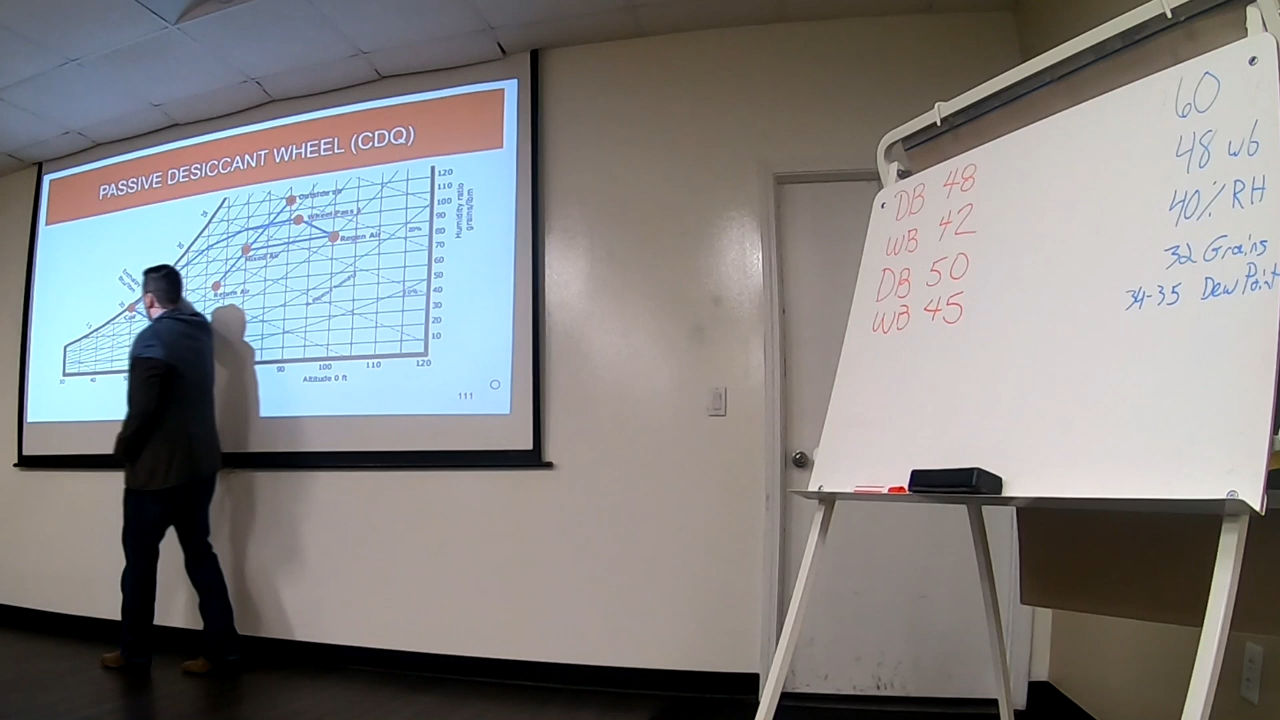 PASSIVE DESICCANT WHEEL (CDQ)
Outside air
Wheel Pass 1
Regen Air
Mixed Air
Return Air
120
110
100
90
80
70
60
50
40
30
20
10
Humidity ratio
grains/lbm
20%
30
40
90
100
110
120
Altitude 0 ft
111
DB 48
WB 42
DB 50
WB 45
60
48 wb
40% RH
32 Grains
34-35 Dew Point